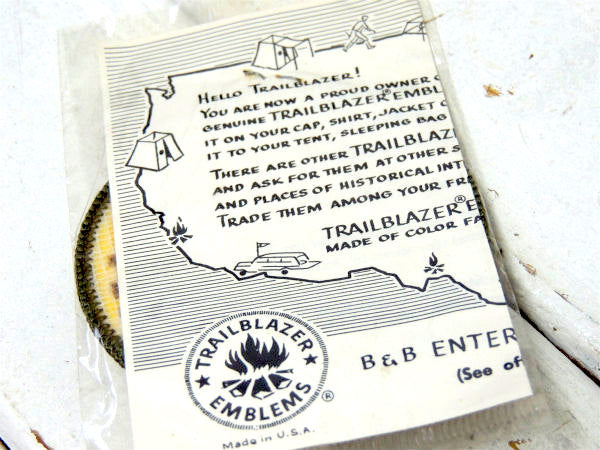 HELLO TRAILBLAZER!
YOU ARE NOW A PROUD OWNER
GENUINE TRAILBLAZER® EMBL
IT ON YOUR CAP, SHIRT, JACKET
IT TO YOUR TENT, SLEEPING BAG
THERE ARE OTHER TRAILBLAZ
AND ASK FOR THEM AT OTHER S
AND PLACES OF HISTORICAL INT
TRADE THEM AMONG YOUR FR
TRAILBLAZER® E
MADE OF COLOR FA
★ TRAILBLAZER ★
EMBLEMS ®
B&B ENTER
(See of
Made in U.S.A.